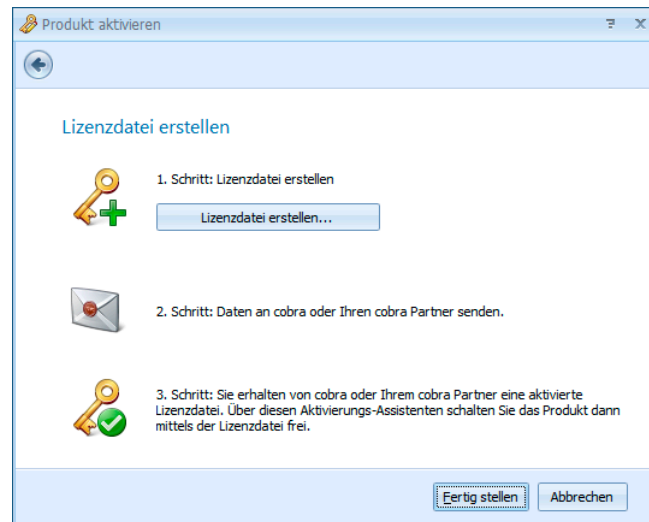 Produkt aktivieren
Lizenzdatei erstellen
1. Schritt: Lizenzdatei erstellen
Lizenzdatei erstellen...
2. Schritt: Daten an cobra oder Ihren cobra Partner senden.
3. Schritt: Sie erhalten von cobra oder Ihrem cobra Partner eine aktivierte
Lizenzdatei. Über diesen Aktivierungs-Assistenten schalten Sie das Produkt dann
mittels der Lizenzdatei frei.
Fertig stellen Abbrechen